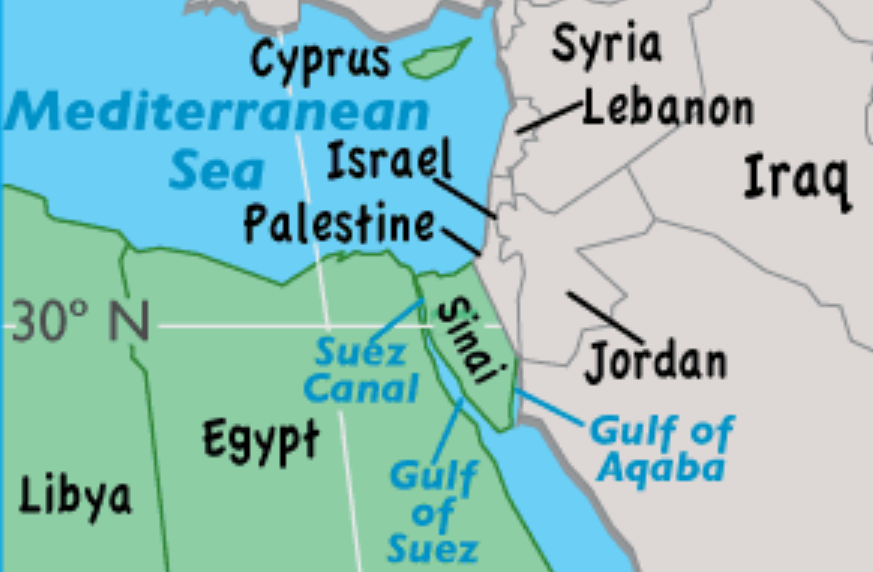 Syria
Cyprus
Lebanon
Mediterranean
Sea
Israel
Iraq
Palestine
30° N
Sinai
Suez
Canal
Jordan
Egypt
Gulf of
Aqaba
Libya
Gulf
of
Suez